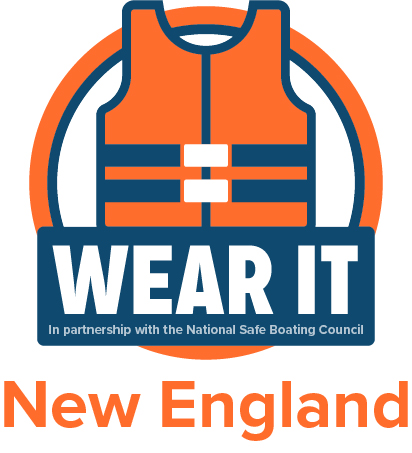 WEAR IT
In partnership with the National Safe Boating Council
New England